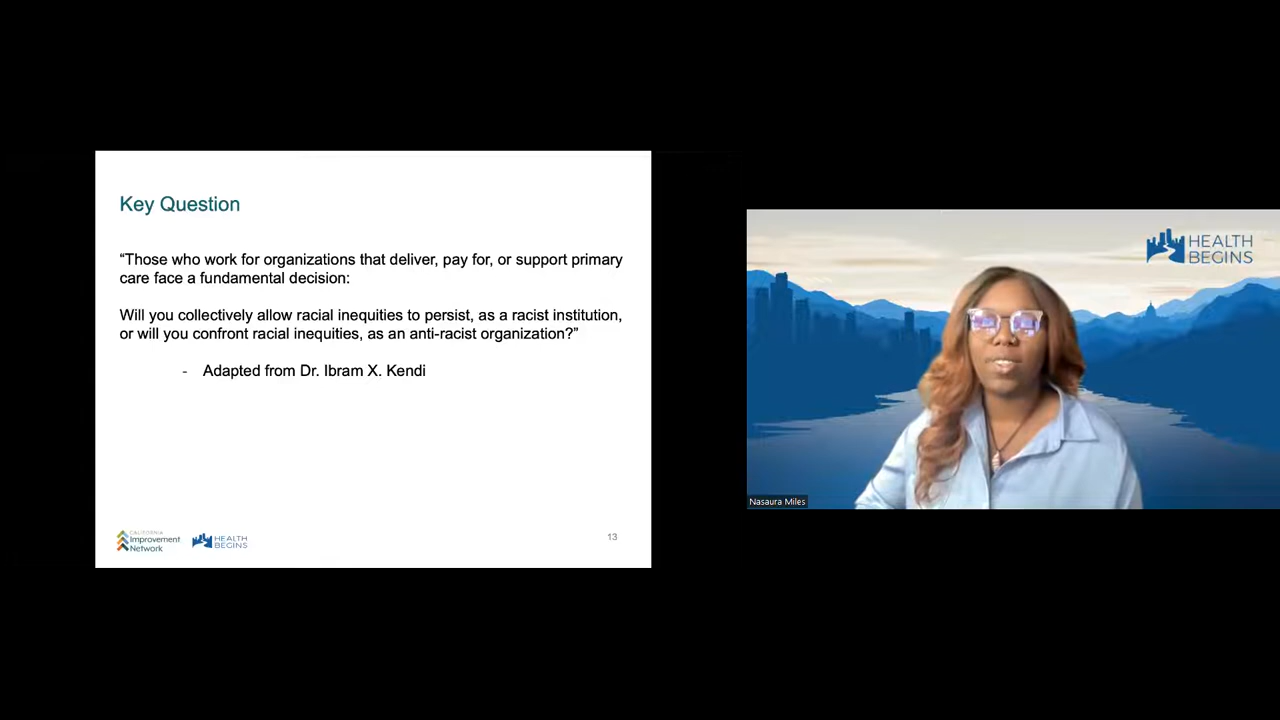 Key Question
“Those who work for organizations that deliver, pay for, or support primary
care face a fundamental decision:
Will you collectively allow racial inequities to persist, as a racist institution,
or will you confront racial inequities, as an anti-racist organization?”
- Adapted from Dr. Ibram X. Kendi
CALIFORNIA
Improvement
Network
HEALTH
BEGINS
13
HEALTH
BEGINS
Nasaura Miles